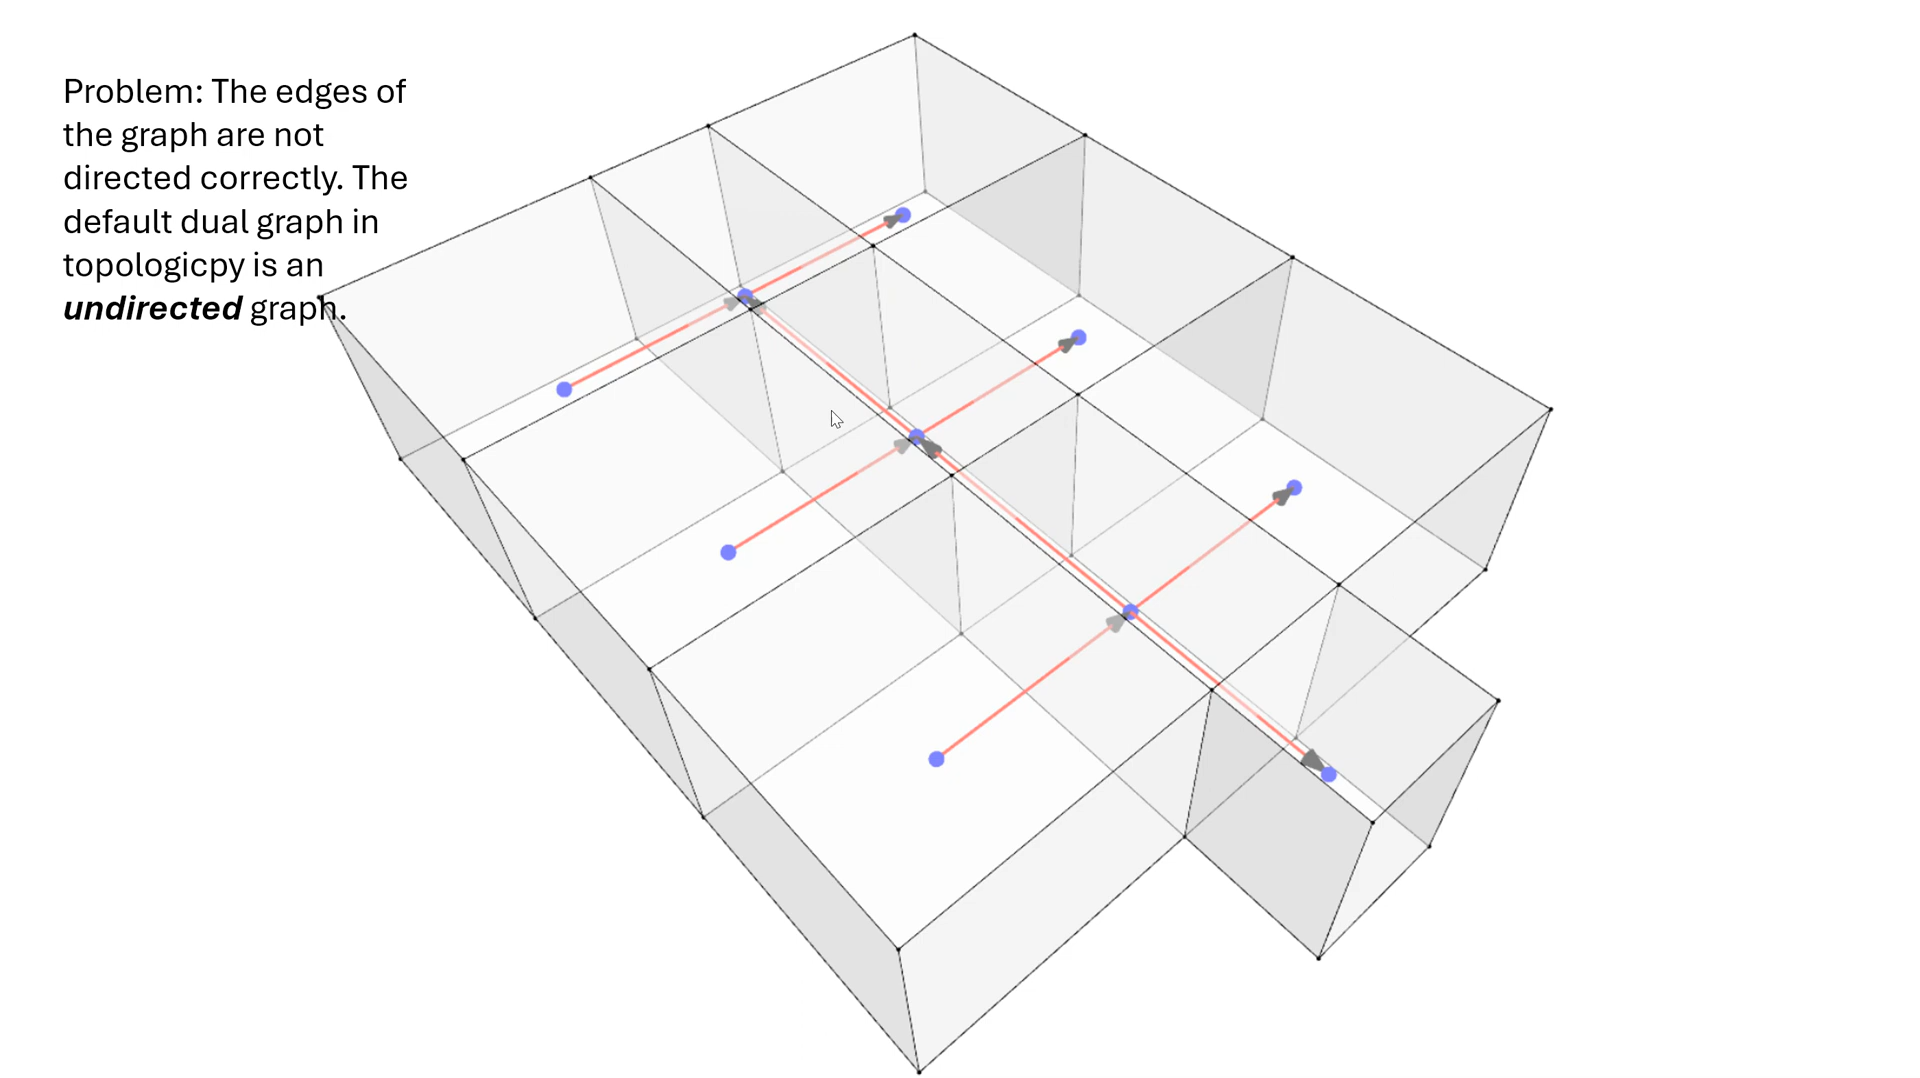 Problem: The edges of
the graph are not
directed correctly. The
default dual graph in
topologicpy is an
undirected graph.